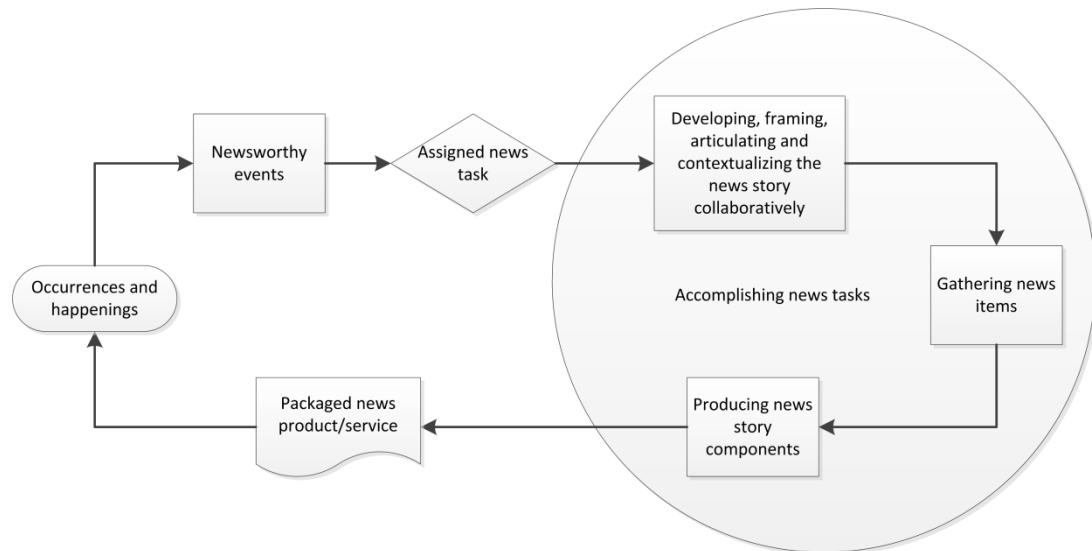 Newsworthy
events
Assigned news
task
Developing, framing,
articulating and
contextualizing the
news story
collaboratively
Occurrences and
happenings
Accomplishing news tasks
Gathering news
items
Packaged news
product/service
Producing news
story
components